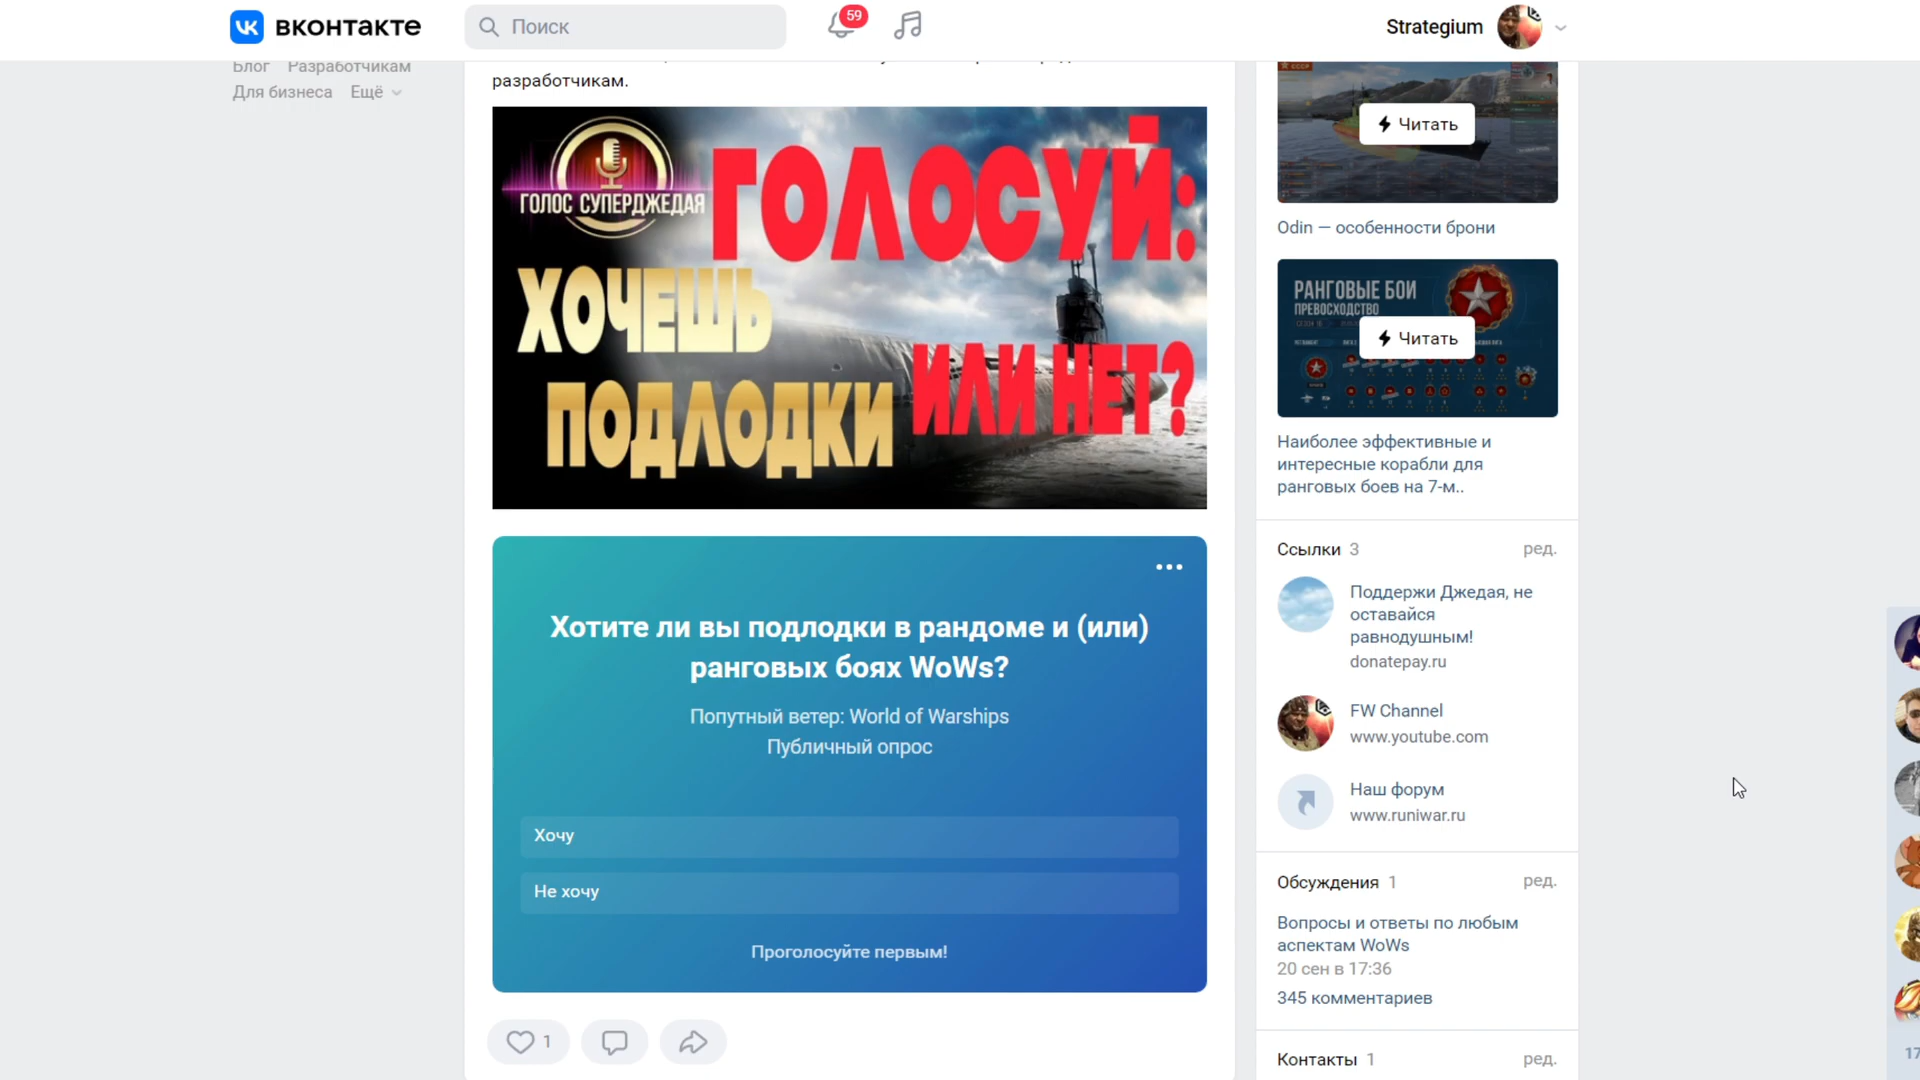 вконтакте
Поиск
59
Strategium
Блог Разработчикам
Для бизнеса Ещё
разработчикам.
ГОЛОС СУПЕРДЖЕДАЯ
ГОЛОСУЙ:
ХОЧЕШЬ
ПОДЛОДКИ
ИЛИ НЕТ?
Хотите ли вы подлодки в рандоме и (или)
ранговых боях WoWs?
Попутный ветер: World of Warships
Публичный опрос
Хочу
Не хочу
Проголосуйте первым!
1
СССР
Читать
Odin — особенности брони
РАНГОВЫЕ БОИ
ПРЕВОСХОДСТВО
Читать
Наиболее эффективные и
интересные корабли для
ранговых боев на 7-м..
Ссылки 3
ред.
Поддержи Джедая, не
оставайся
равнодушным!
donatepay.ru
FW Channel
www.youtube.com
Наш форум
www.runiwar.ru
Обсуждения 1
ред.
Вопросы и ответы по любым
аспектам WoWs
20 сен в 17:36
345 комментариев
Контакты 1
ред.
17